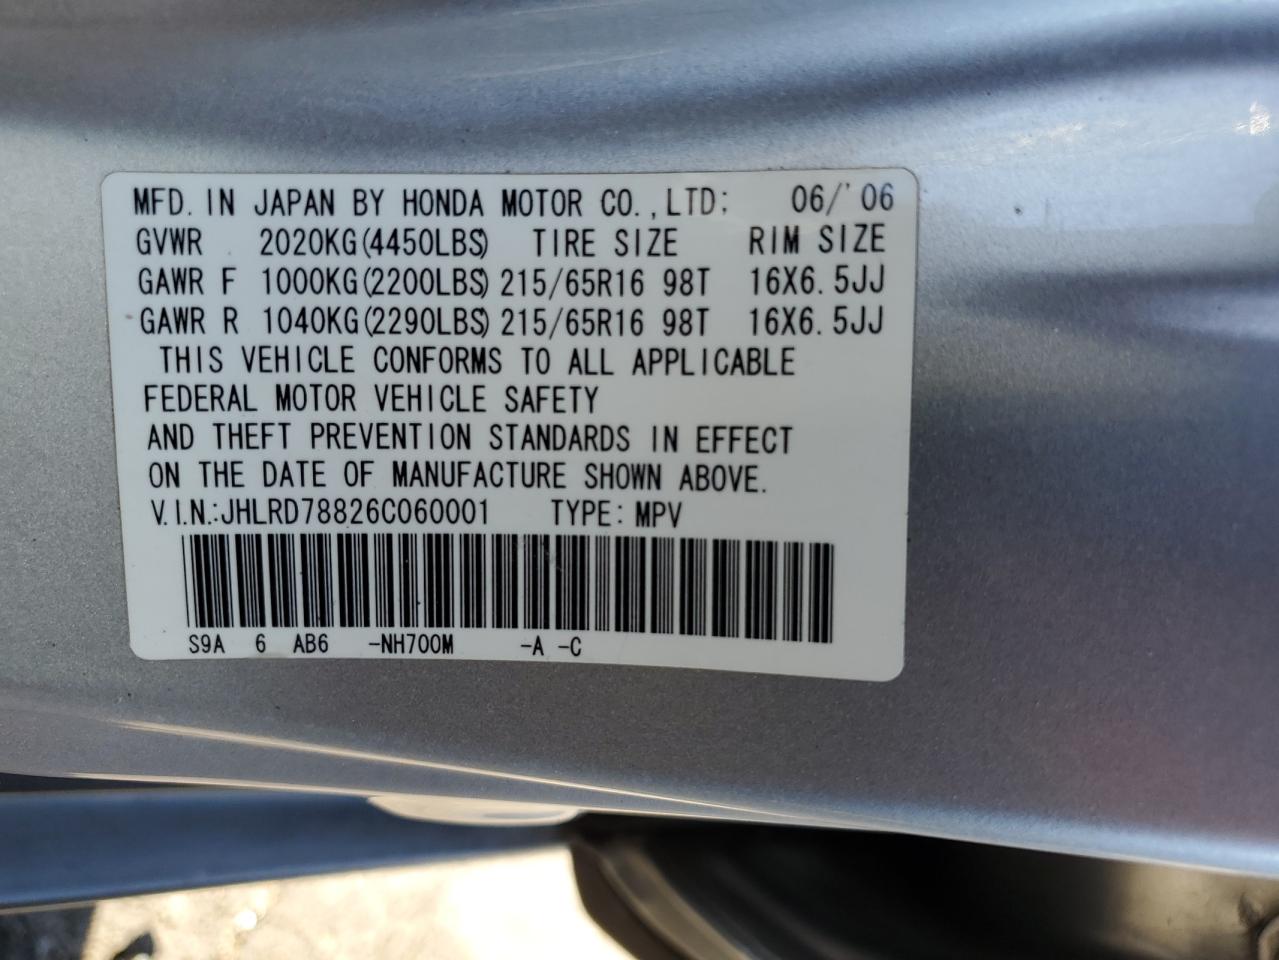 MFD. IN JAPAN BY HONDA MOTOR CO., LTD; 06/'06
GVWR 2020KG(4450LBS) TIRE SIZE RIM SIZE
GAWR F 1000KG(2200LBS) 215/65R16 98T 16X6.5JJ
GAWR R 1040KG(2290LBS) 215/65R16 98T 16X6.5JJ
THIS VEHICLE CONFORMS TO ALL APPLICABLE
FEDERAL MOTOR VEHICLE SAFETY
AND THEFT PREVENTION STANDARDS IN EFFECT
ON THE DATE OF MANUFACTURE SHOWN ABOVE.
V.I.N.:JHLRD78826C060001 TYPE: MPV
S9A 6 AB6 -NH700M -A -C